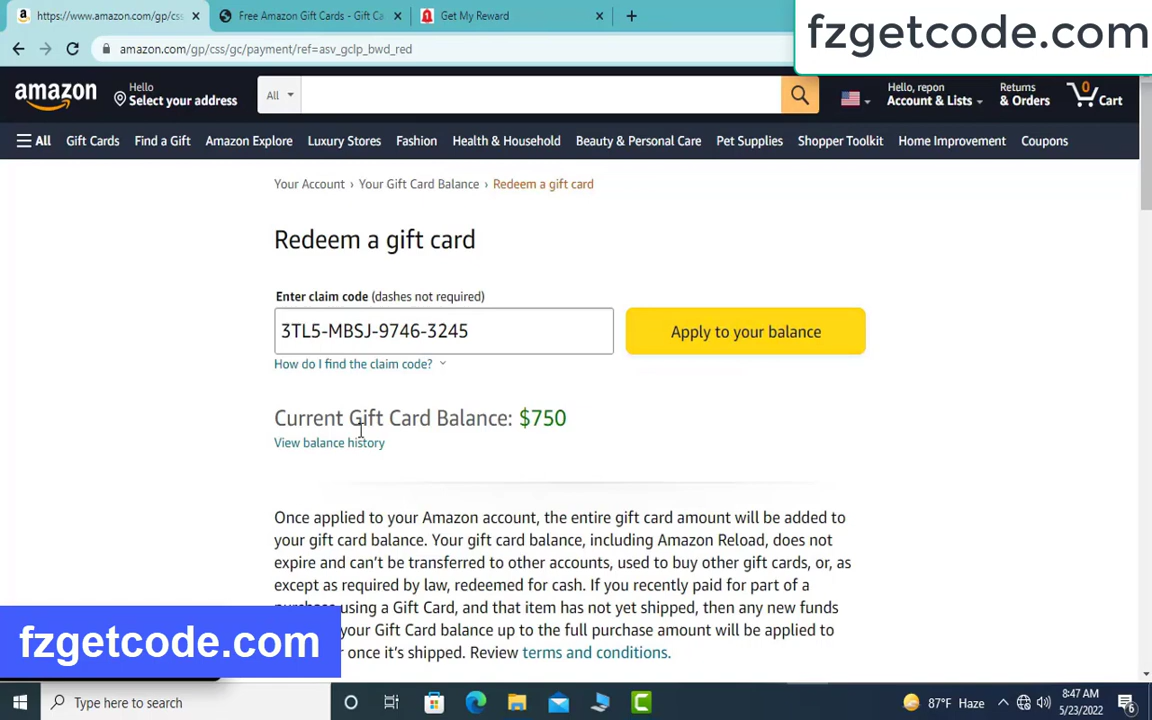 https://www.amazon.com/gp/css
Free Amazon Gift Cards - Gift Ca
Get My Reward
fzgetcode.com
amazon.com/gp/css/gc/payment/ref=asv_gclp_bwd_red
amazon
Hello
Select your address
All
Hello, repon
Account & Lists
Returns
& Orders
0
Cart
All
Gift Cards
Find a Gift
Amazon Explore
Luxury Stores
Fashion
Health & Household
Beauty & Personal Care
Pet Supplies
Shopper Toolkit
Home Improvement
Coupons
Your Account › Your Gift Card Balance › Redeem a gift card
Redeem a gift card
Enter claim code (dashes not required)
3TL5-MBSJ-9746-3245
Apply to your balance
How do I find the claim code?
Current Gift Card Balance: $750
View balance history
Once applied to your Amazon account, the entire gift card amount will be added to
your gift card balance. Your gift card balance, including Amazon Reload, does not
expire and can't be transferred to other accounts, used to buy other gift cards, or,
except as required by law, redeemed for cash. If you recently paid for part of a
using a Gift Card, and that item has not yet shipped, then any new funds
your Gift Card balance up to the full purchase amount will be applied to
once it's shipped. Review terms and conditions.
fzgetcode.com
Type here to search
87°F Haze
8:47 AM
5/23/2022
6